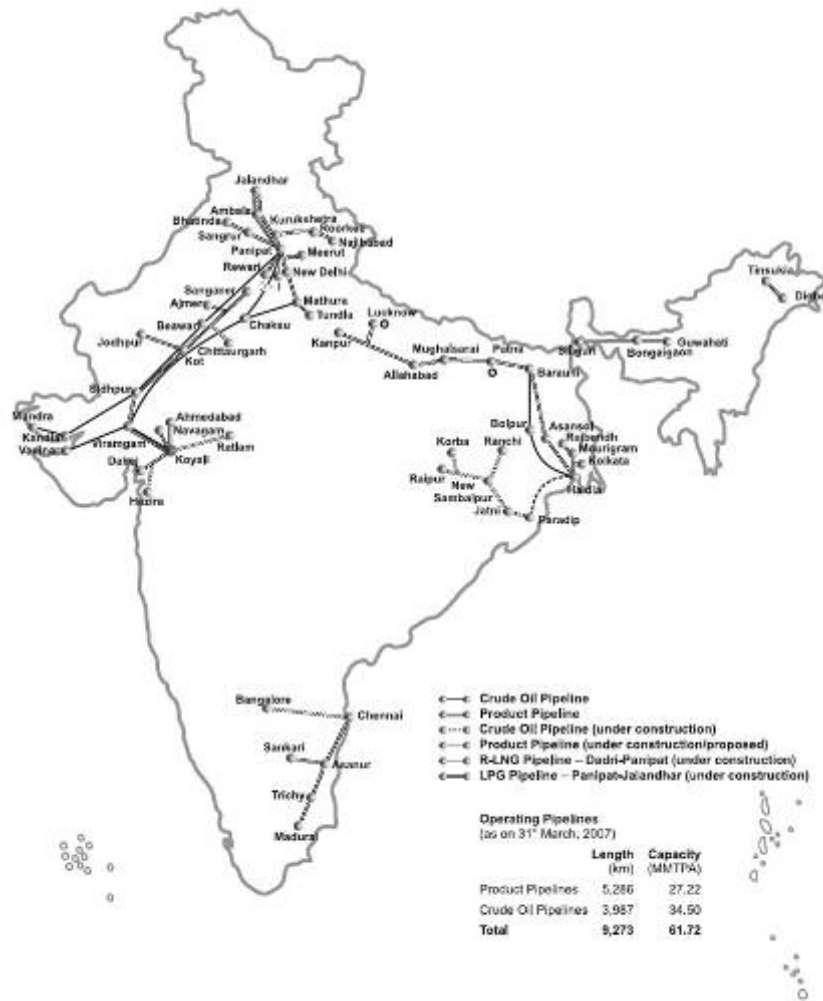 Jalandhar
Ambala
Kurukshetra
Bhatinda
Roorkee
Sangrur
Najibabad
Panipat
Meerut
Rewari
New Delhi
Sanganer
Mathura
Ajmer
Tundla
Lucknow
Beawar
Chaksu
Kanpur
Jodhpur
Chittaurgarh
Kot
Mughalsarai
Patna
Siliguri
Bongaigaon
Guwahati
Tinsukia
Allahabad
Barauni
Sidhpur
Mandra
Ahmedabad
Navagam
Kandla
Viramgam
Ratlam
Koyali
Dahej
Hazira
Bolpur
Asansol
Rajbandh
Korba
Ranchi
Mourigram
Kolkata
Raipur
New
Sambalpur
Haldia
Jatni
Paradip
Bangalore
Chennai
Sankari
Asanur
Trichy
Madurai
Crude Oil Pipeline
Product Pipeline
Crude Oil Pipeline (under construction)
Product Pipeline (under construction/proposed)
R-LNG Pipeline – Dadri-Panipat (under construction)
LPG Pipeline – Panipat-Jalandhar (under construction)
Operating Pipelines
(as on 31st March, 2007)
Length Capacity
(km) (MMTPA)
Product Pipelines 5,286 27.22
Crude Oil Pipelines 3,987 34.50
Total 9,273 61.72